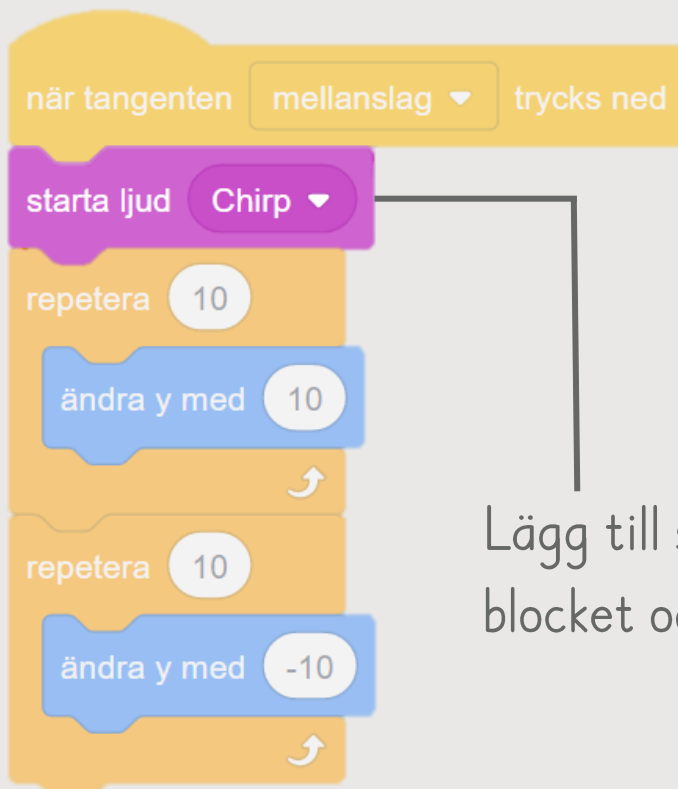 när tangenten mellanslag trycks ned
starta ljud Chirp
repetera 10
ändra y med 10
repetera 10
ändra y med -10
Lägg till
blocket